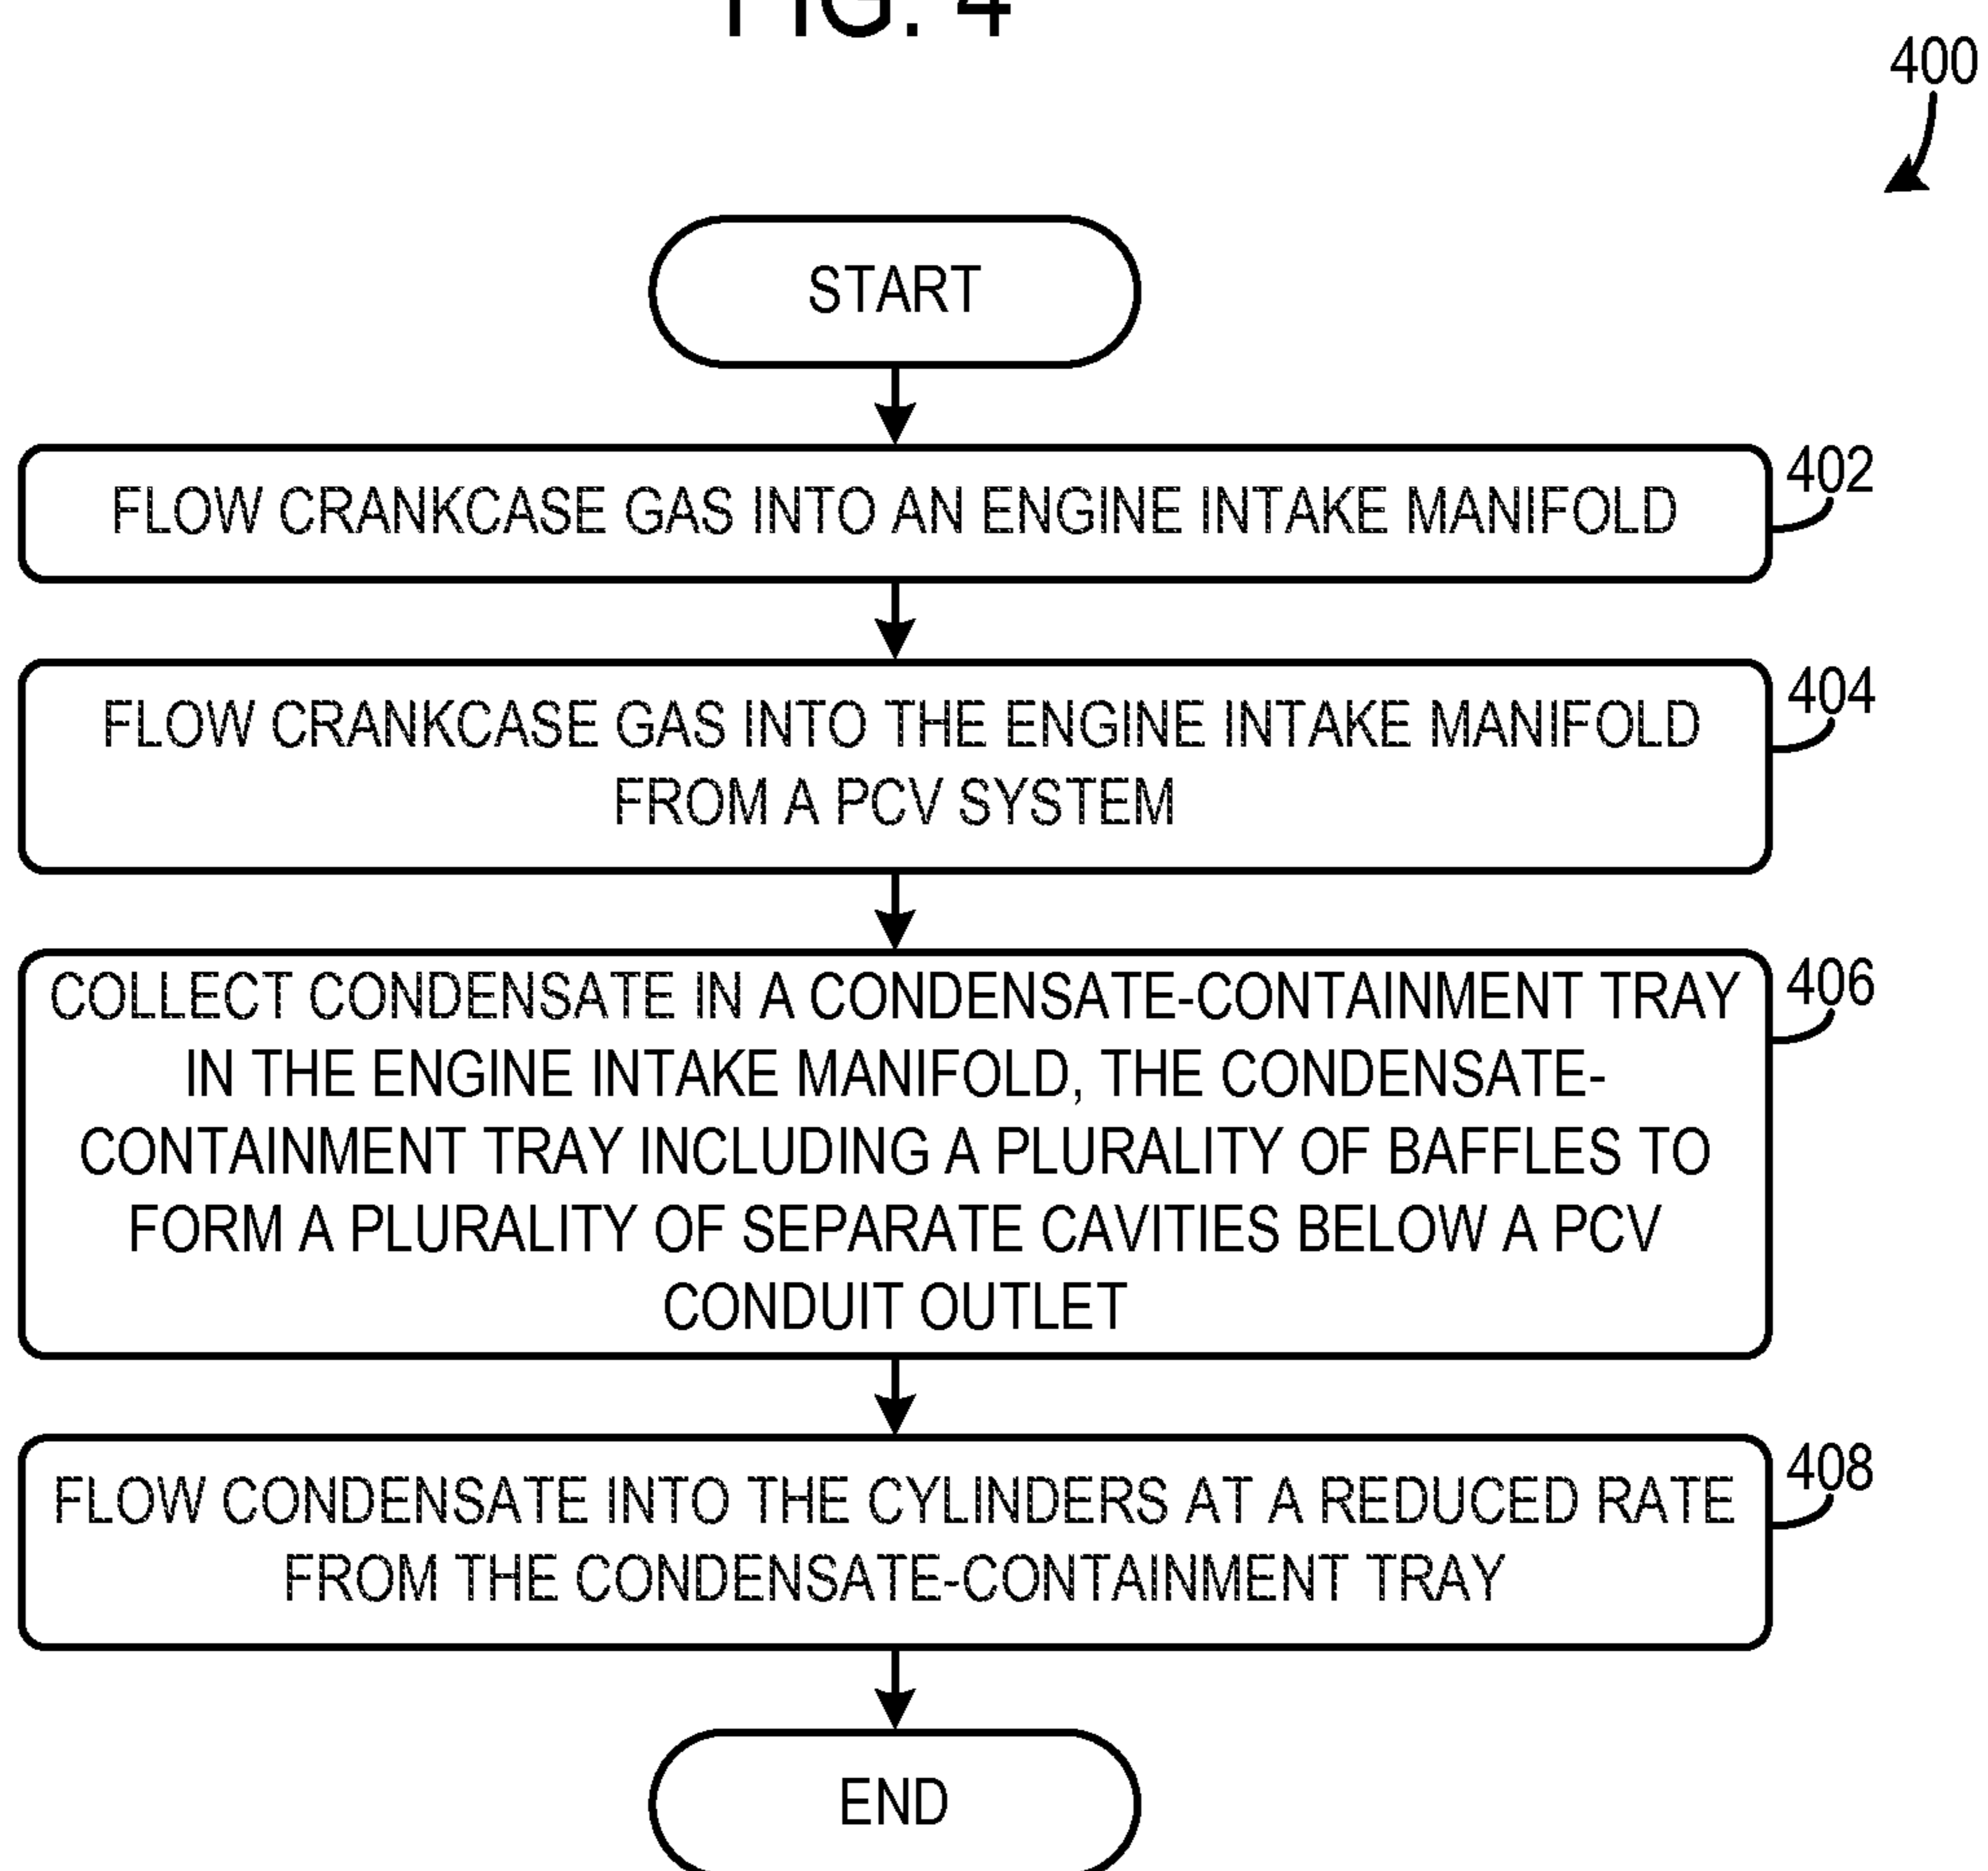 FIG. 4
400
START
FLOW CRANKCASE GAS INTO AN ENGINE INTAKE MANIFOLD
402
FLOW CRANKCASE GAS INTO THE ENGINE INTAKE MANIFOLD
FROM A PCV SYSTEM
404
COLLECT CONDENSATE IN A CONDENSATE-CONTAINMENT TRAY
IN THE ENGINE INTAKE MANIFOLD, THE CONDENSATE-
CONTAINMENT TRAY INCLUDING A PLURALITY OF BAFFLES TO
FORM A PLURALITY OF SEPARATE CAVITIES BELOW A PCV
CONDUIT OUTLET
406
FLOW CONDENSATE INTO THE CYLINDERS AT A REDUCED RATE
FROM THE CONDENSATE-CONTAINMENT TRAY
408
END